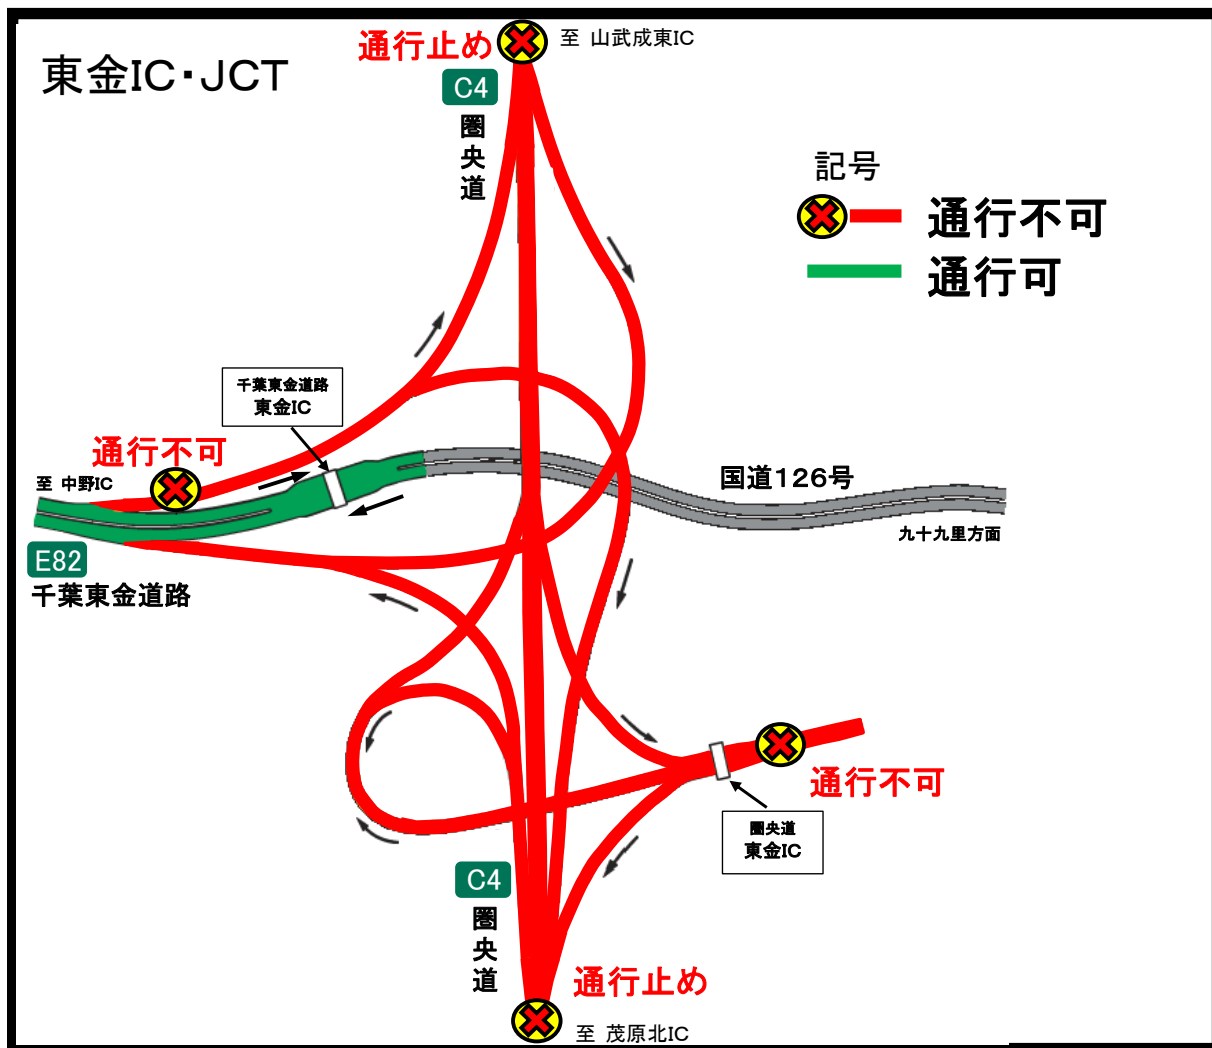 通行止め
至 山武成東IC
東金IC・JCT
C4
圏央道
記号
通行不可
通行可
千葉東金道路
東金IC
通行不可
至 中野IC
国道126号
九十九里方面
E82
千葉東金道路
通行不可
圏央道
東金IC
C4
圏央道
通行止め
至 茂原北IC